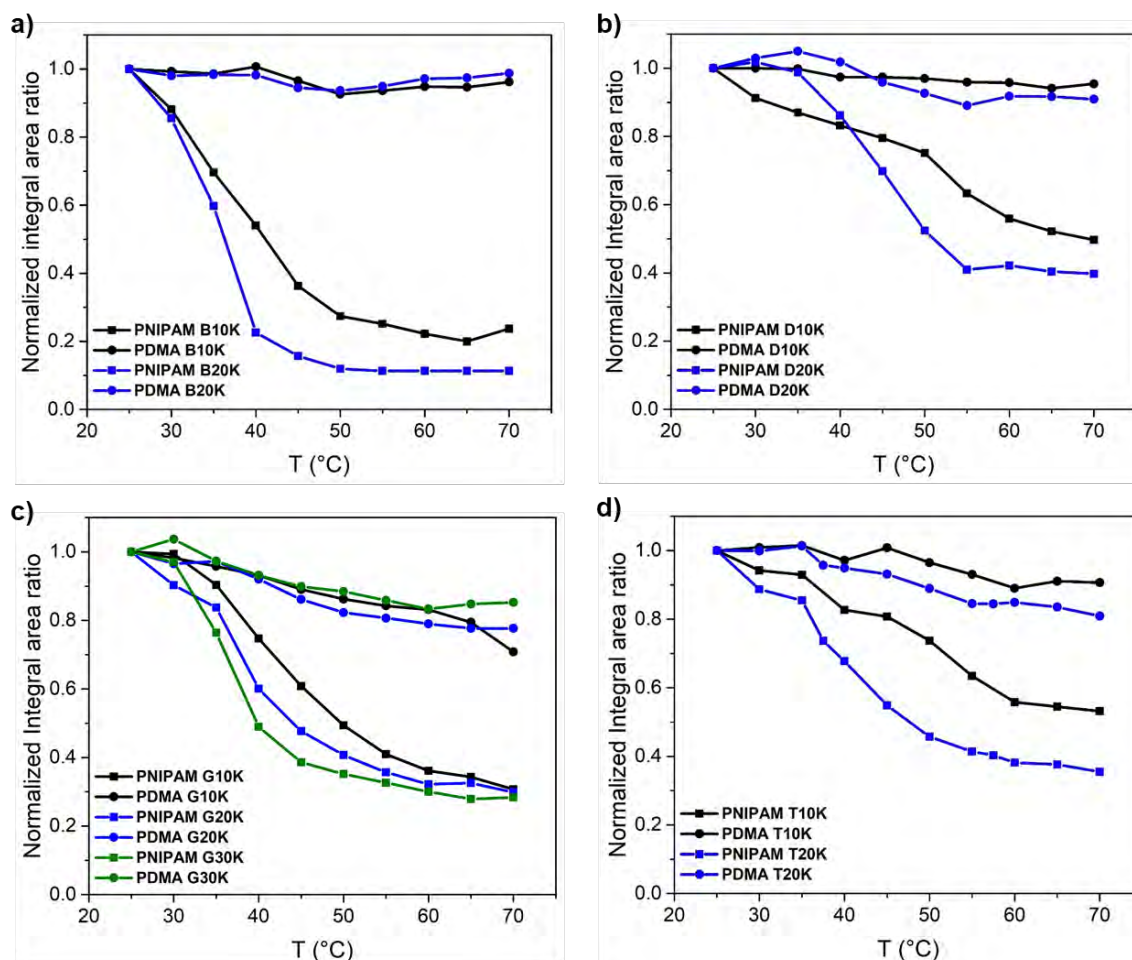 a)
Normalized integral area ratio
1.0
0.8
0.6
0.4
0.2
0.0
PNIPAM B10K
PDMA B10K
PNIPAM B20K
PDMA B20K
20 30 40 50 60 70
T (°C)
b)
Normalized Integral area ratio
1.0
0.8
0.6
0.4
0.2
0.0
PNIPAM D10K
PDMA D10K
PNIPAM D20K
PDMA D20K
20 30 40 50 60 70
T (°C)
c)
Normalized Integral area ratio
1.0
0.8
0.6
0.4
0.2
0.0
PNIPAM G10K
PDMA G10K
PNIPAM G20K
PDMA G20K
PNIPAM G30K
PDMA G30K
20 30 40 50 60 70
T (°C)
d)
Normalized Integral area ratio
1.0
0.8
0.6
0.4
0.2
0.0
PNIPAM T10K
PDMA T10K
PNIPAM T20K
PDMA T20K
20 30 40 50 60 70
T (°C)